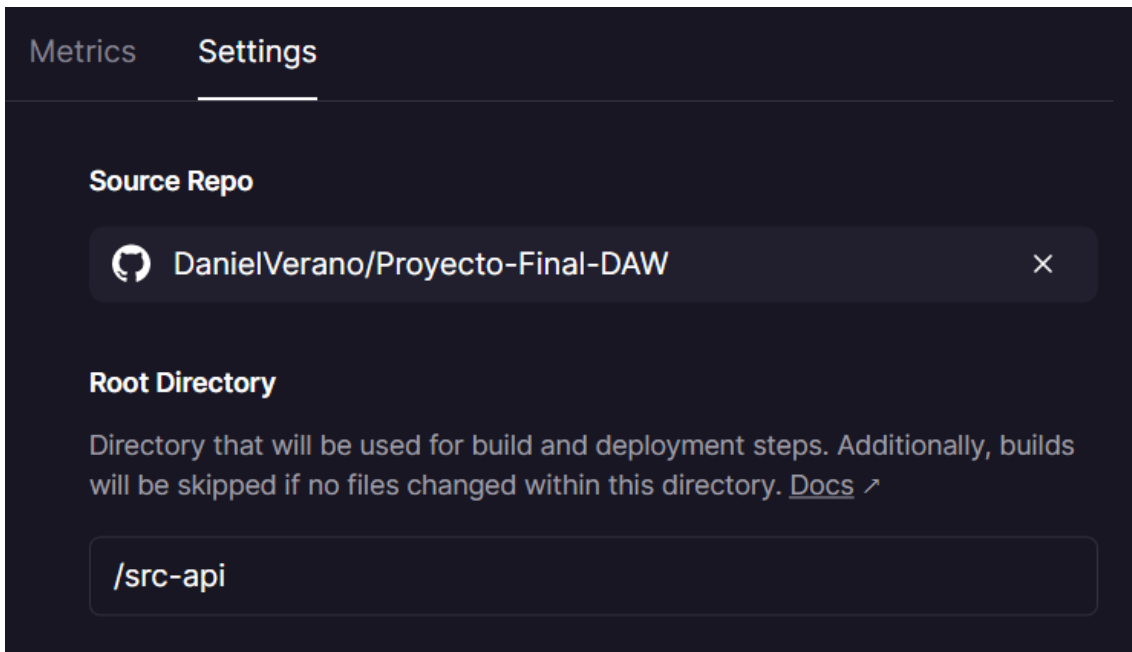 Metrics Settings
Source Repo
DanielVerano/Proyecto-Final-DAW
Root Directory
Directory that will be used for build and deployment steps. Additionally, builds
will be skipped if no files changed within this directory. Docs ↗
/src-api